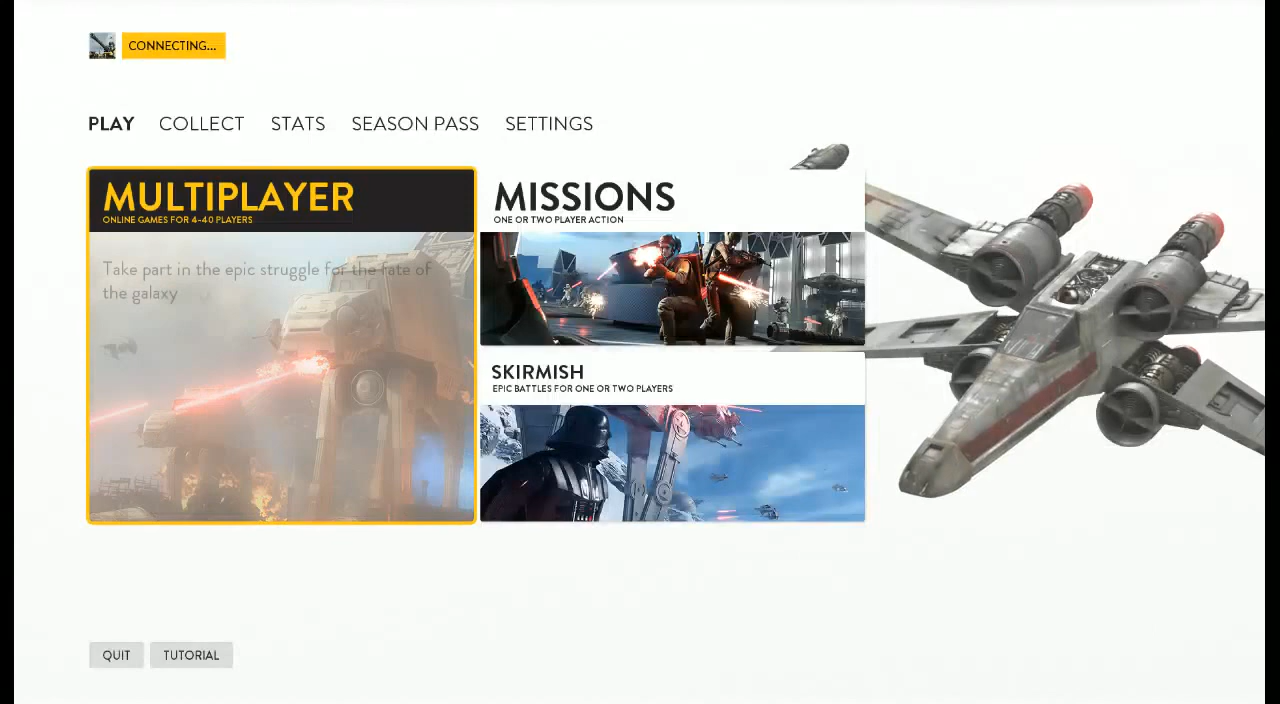 CONNECTING...
PLAY COLLECT STATS SEASON PASS SETTINGS
MULTIPLAYER
ONLINE GAMES FOR 4-40 PLAYERS
Take part in the epic struggle for the fate of
the galaxy
MISSIONS
ONE OR TWO PLAYER ACTION
SKIRMISH
EPIC BATTLES FOR ONE OR TWO PLAYERS
QUIT TUTORIAL